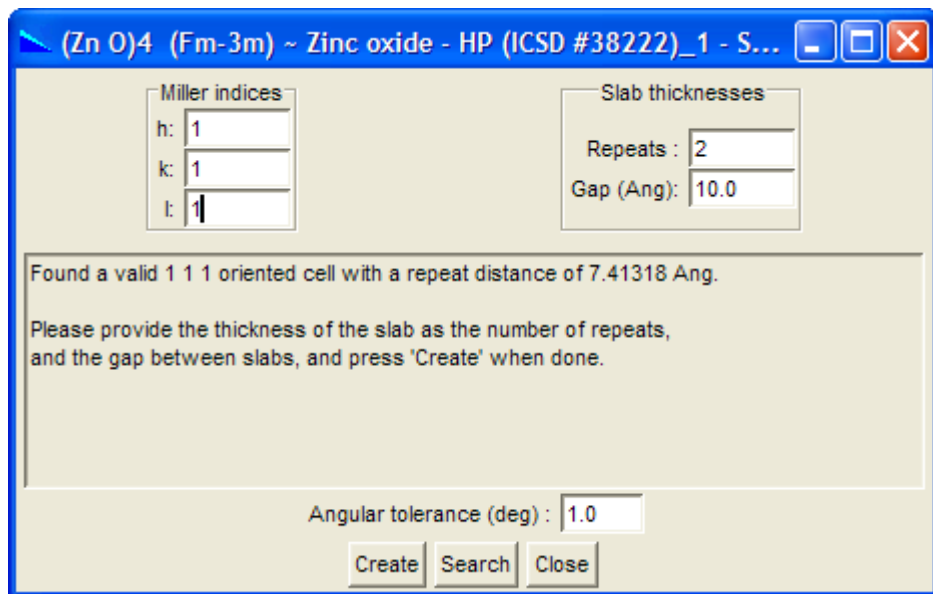 (Zn O)4 (Fm-3m) ~ Zinc oxide - HP (ICSD #38222)_1 - S...
Miller indices
h: 1
k: 1
l: 1
Slab thicknesses
Repeats : 2
Gap (Ang): 10.0
Found a valid 1 1 1 oriented cell with a repeat distance of 7.41318 Ang.
Please provide the thickness of the slab as the number of repeats,
and the gap between slabs, and press 'Create' when done.
Angular tolerance (deg) : 1.0
Create Search Close